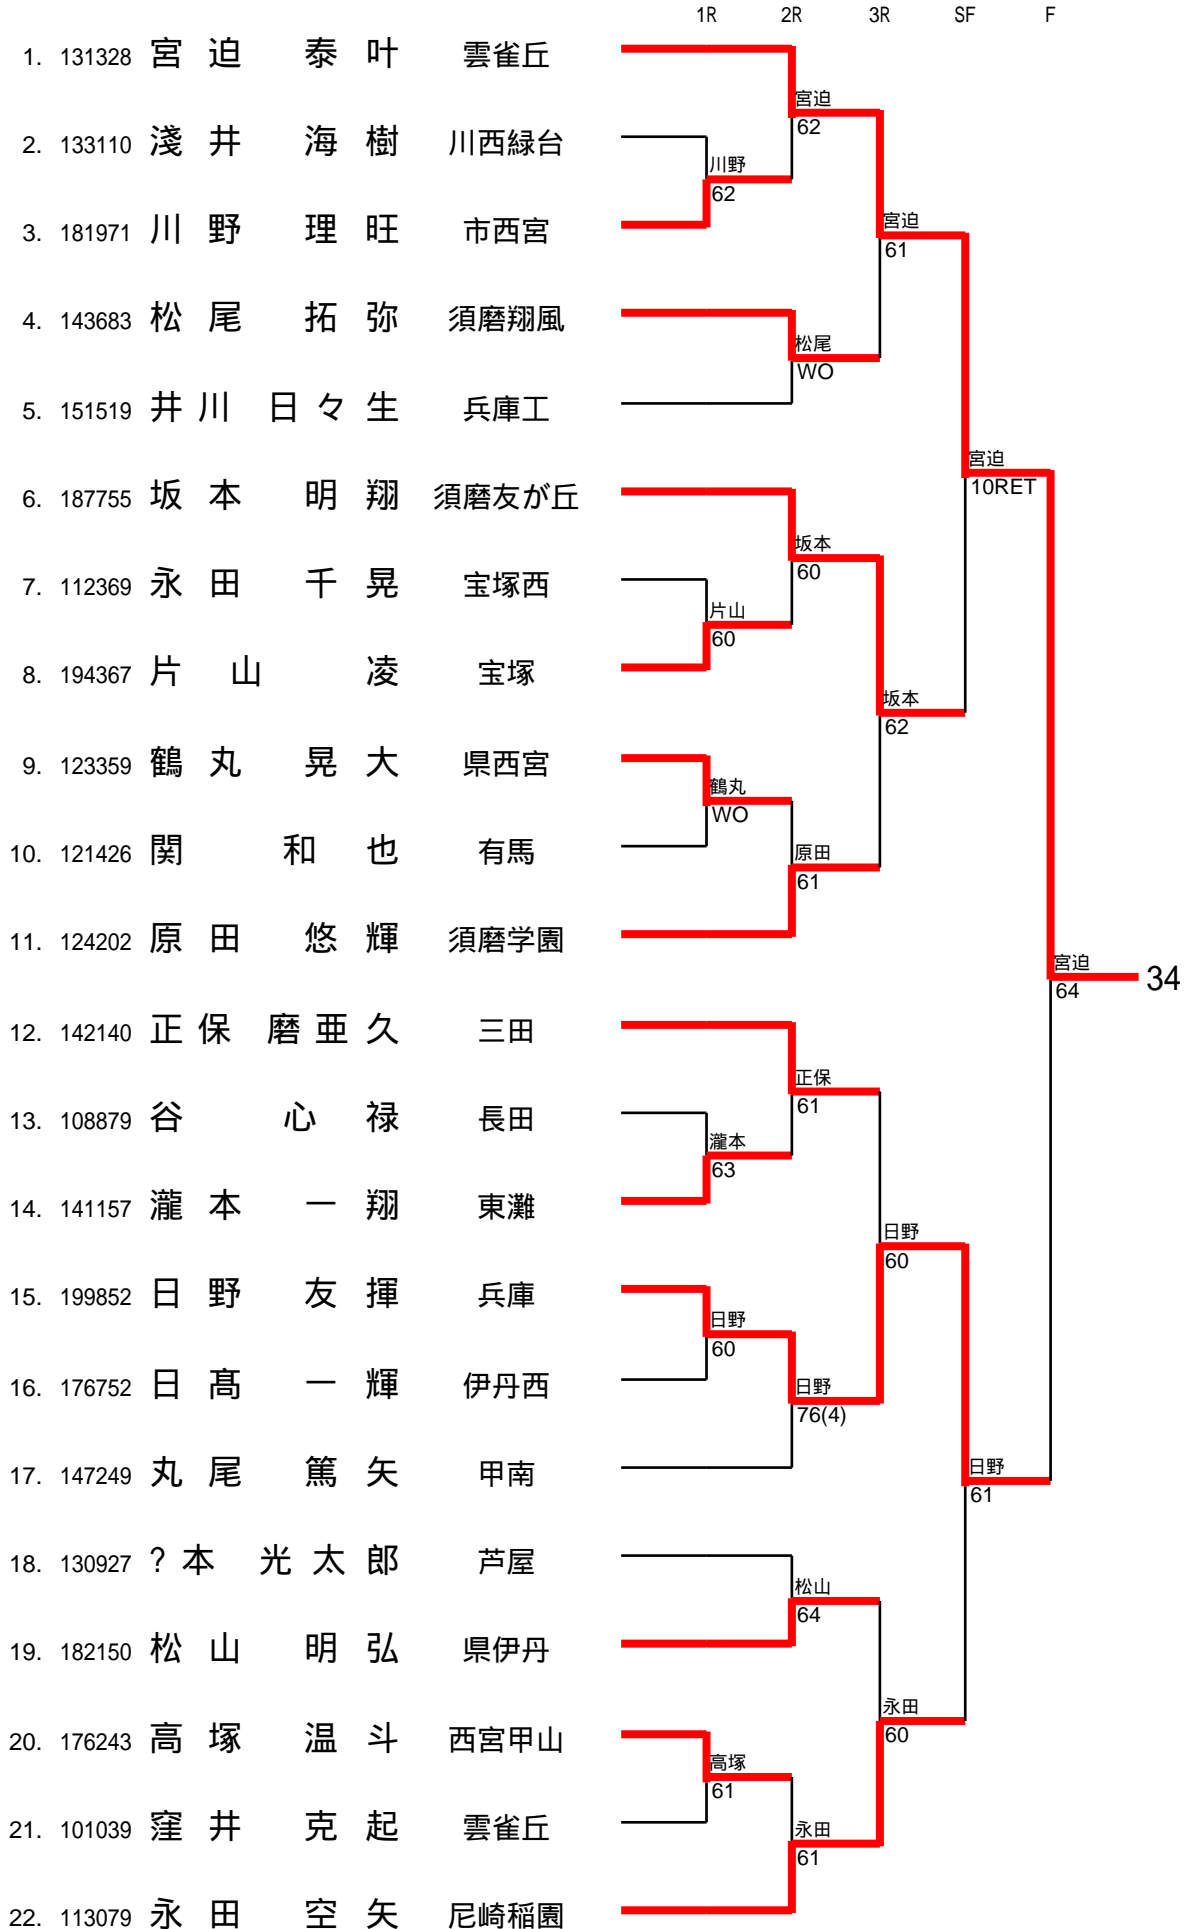 1R 2R 3R SF F
1. 131328 宮迫 泰叶 雲雀丘
宮迫
62
2. 133110 淺井 海樹 川西緑台
川野
62
3. 181971 川野 理旺 市西宮
宮迫
61
4. 143683 松尾 拓弥 須磨翔風
松尾
WO
5. 151519 井川 日々生 兵庫工
宮迫
10RET
6. 187755 坂本 明翔 須磨友が丘
坂本
60
7. 112369 永田 千晃 宝塚西
片山
60
8. 194367 片山 凌 宝塚
坂本
62
9. 123359 鶴丸 晃大 県西宮
鶴丸
WO
10. 121426 関 和也 有馬
原田
61
11. 124202 原田 悠輝 須磨学園
宮迫
64
34
12. 142140 正保 磨亜久 三田
正保
61
13. 108879 谷 心禄 長田
瀧本
63
14. 141157 瀧本 一翔 東灘
日野
60
15. 199852 日野 友揮 兵庫
日野
60
16. 176752 日髙 一輝 伊丹西
日野
76(4)
17. 147249 丸尾 篤矢 甲南
日野
61
18. 130927 ?本 光太郎 芦屋
松山
64
19. 182150 松山 明弘 県伊丹
永田
60
20. 176243 高塚 温斗 西宮甲山
高塚
61
21. 101039 窪井 克起 雲雀丘
永田
61
22. 113079 永田 空矢 尼崎稲園